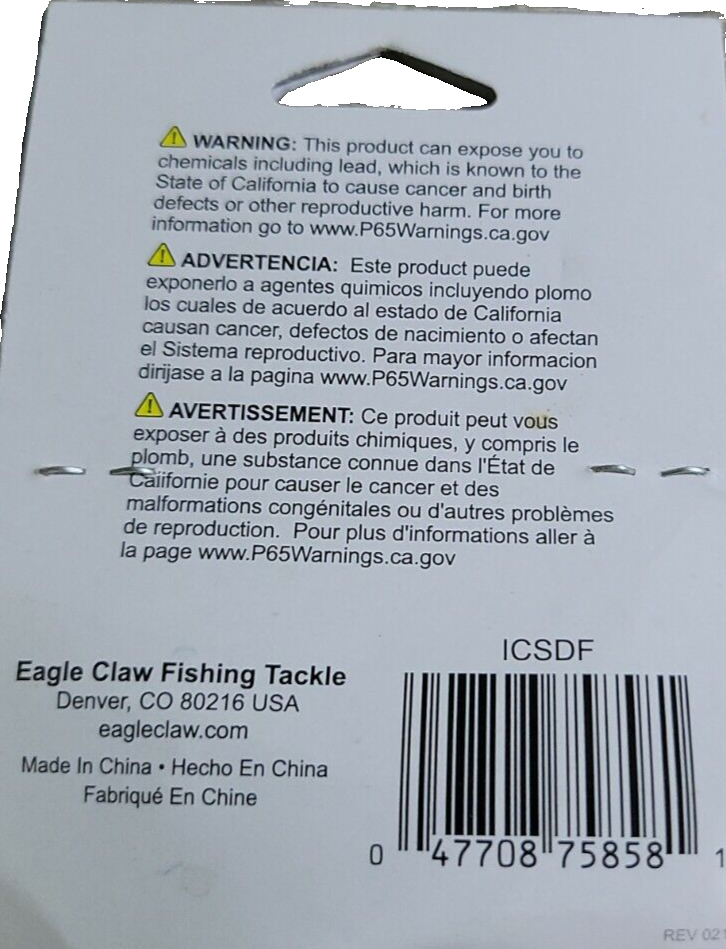 WARNING: This product can expose you to
chemicals including lead, which is known to the
State of California to cause cancer and birth
defects or other reproductive harm. For more
information go to www.P65Warnings.ca.gov
ADVERTENCIA: Este product puede
exponerlo a agentes quimicos incluyendo plomo
los cuales de acuerdo al estado de California
causan cancer, defectos de nacimiento o afectan
el Sistema reproductivo. Para mayor informacion
dirijase a la pagina www.P65Warnings.ca.gov
AVERTISSEMENT: Ce produit peut vous
exposer à des produits chimiques, y compris le
plomb, une substance connue dans l'État de
Californie pour causer le cancer et des
malformations congénitales ou d'autres problèmes
de reproduction. Pour plus d'informations aller à
la page www.P65Warnings.ca.gov
Eagle Claw Fishing Tackle
Denver, CO 80216 USA
eagleclaw.com
Made In China • Hecho En China
Fabriqué En Chine
ICSDF
0 47708 75858 1
REV